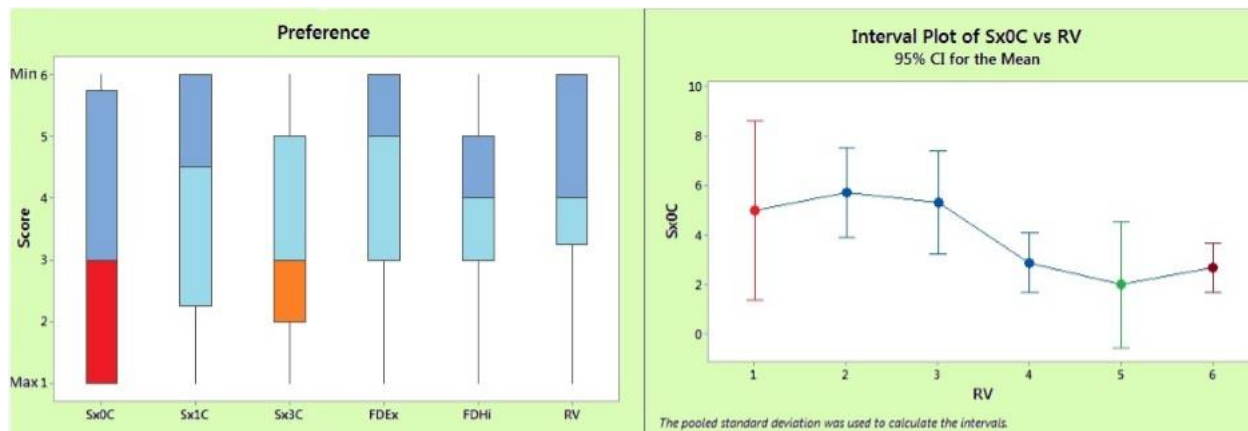 Preference
Score
Min 6
5
4
3
2
Max 1
Sx0C Sx1C Sx3C FDEx FDHi RV
Interval Plot of Sx0C vs RV
95% CI for the Mean
Sx0C
10
8
6
4
2
0
1 2 3 4 5 6
RV
The pooled standard deviation was used to calculate the intervals.